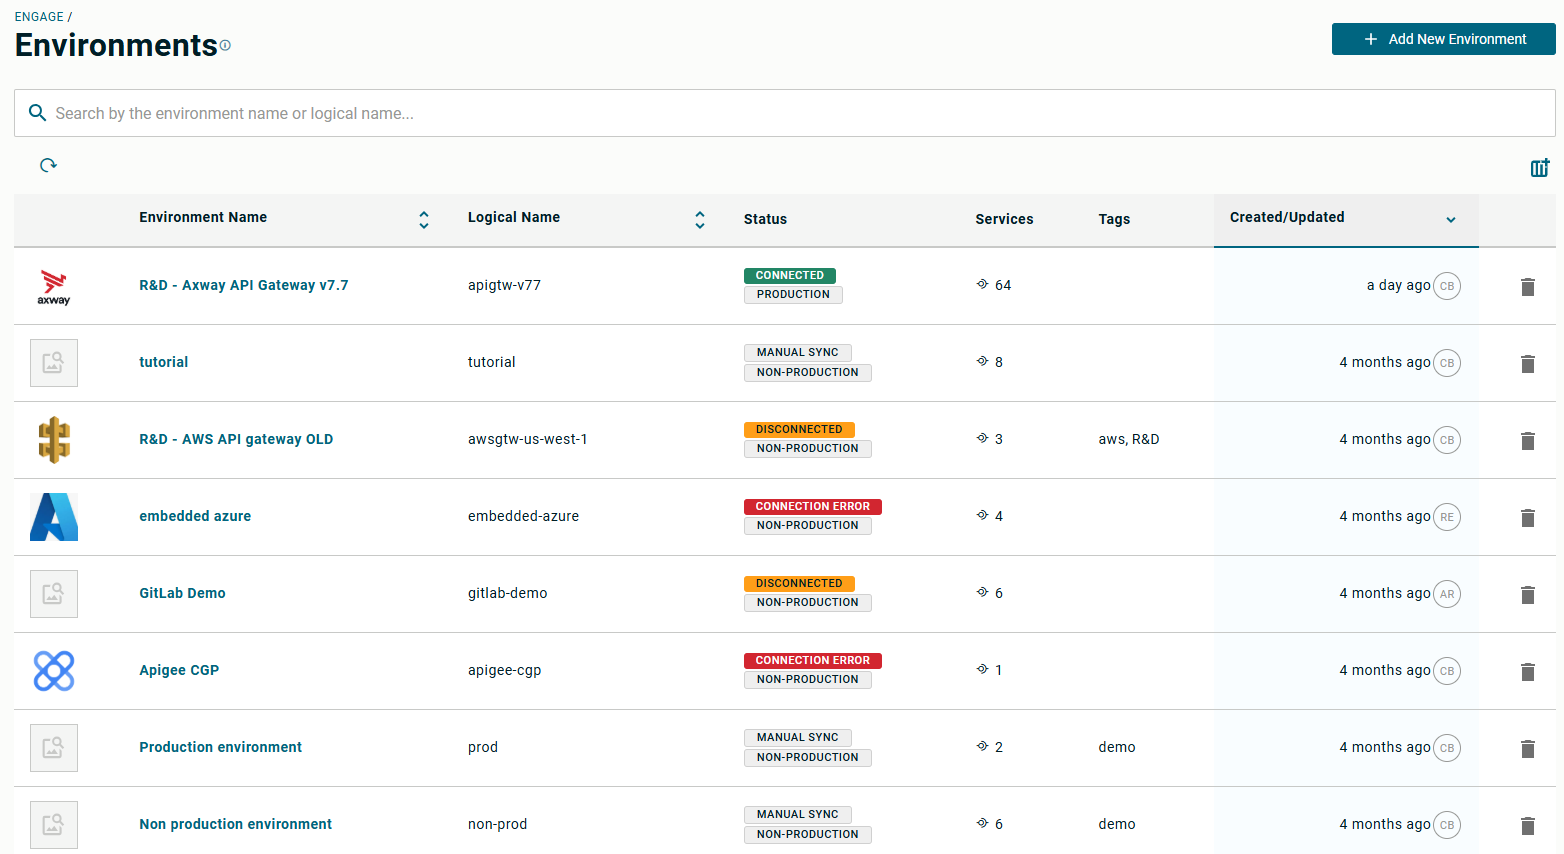 ENGAGE /
Environments
Add New Environment
Search by the environment name or logical name...
Environment Name Logical Name Status Services Tags Created/Updated
axway
R&D - Axway API Gateway v7.7 apigtw-v77 CONNECTED 64 a day ago CB
PRODUCTION
tutorial tutorial MANUAL SYNC 8 4 months ago CB
NON-PRODUCTION
R&D - AWS API gateway OLD awsgtw-us-west-1 DISCONNECTED 3 aws, R&D 4 months ago CB
NON-PRODUCTION
embedded azure embedded-azure CONNECTION ERROR 4 4 months ago RE
NON-PRODUCTION
GitLab Demo gitlab-demo DISCONNECTED 6 4 months ago AR
NON-PRODUCTION
Apigee CGP apigee-cgp CONNECTION ERROR 1 4 months ago CB
NON-PRODUCTION
Production environment prod MANUAL SYNC 2 demo 4 months ago CB
NON-PRODUCTION
Non production environment non-prod MANUAL SYNC 6 demo 4 months ago CB
NON-PRODUCTION